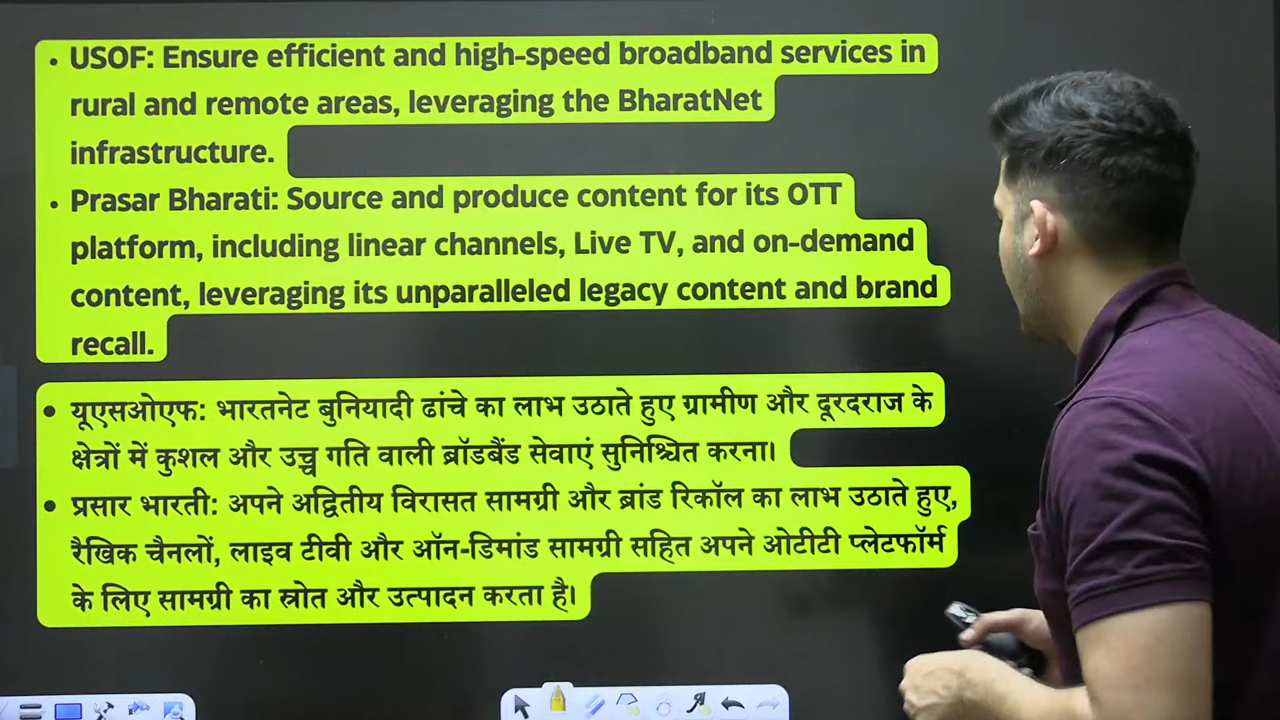 • USOF: Ensure efficient and high-speed broadband services in
rural and remote areas, leveraging the BharatNet
infrastructure.
• Prasar Bharati: Source and produce content for its OTT
platform, including linear channels, Live TV, and on-demand
content, leveraging its unparalleled legacy content and brand
recall.
• यूएसओएफ: भारतनेट बुनियादी ढांचे का लाभ उठाते हुए ग्रामीण और दूरदराज के
क्षेत्रों में कुशल और उच्च गति वाली ब्रॉडबैंड सेवाएं सुनिश्चित करना।
• प्रसार भारती: अपने अद्वितीय विरासत सामग्री और ब्रांड रिकॉल का लाभ उठाते हुए,
रैखिक चैनलों, लाइव टीवी और ऑन-डिमांड सामग्री सहित अपने ओटीटी प्लेटफॉर्म
के लिए सामग्री का स्रोत और उत्पादन करता है।